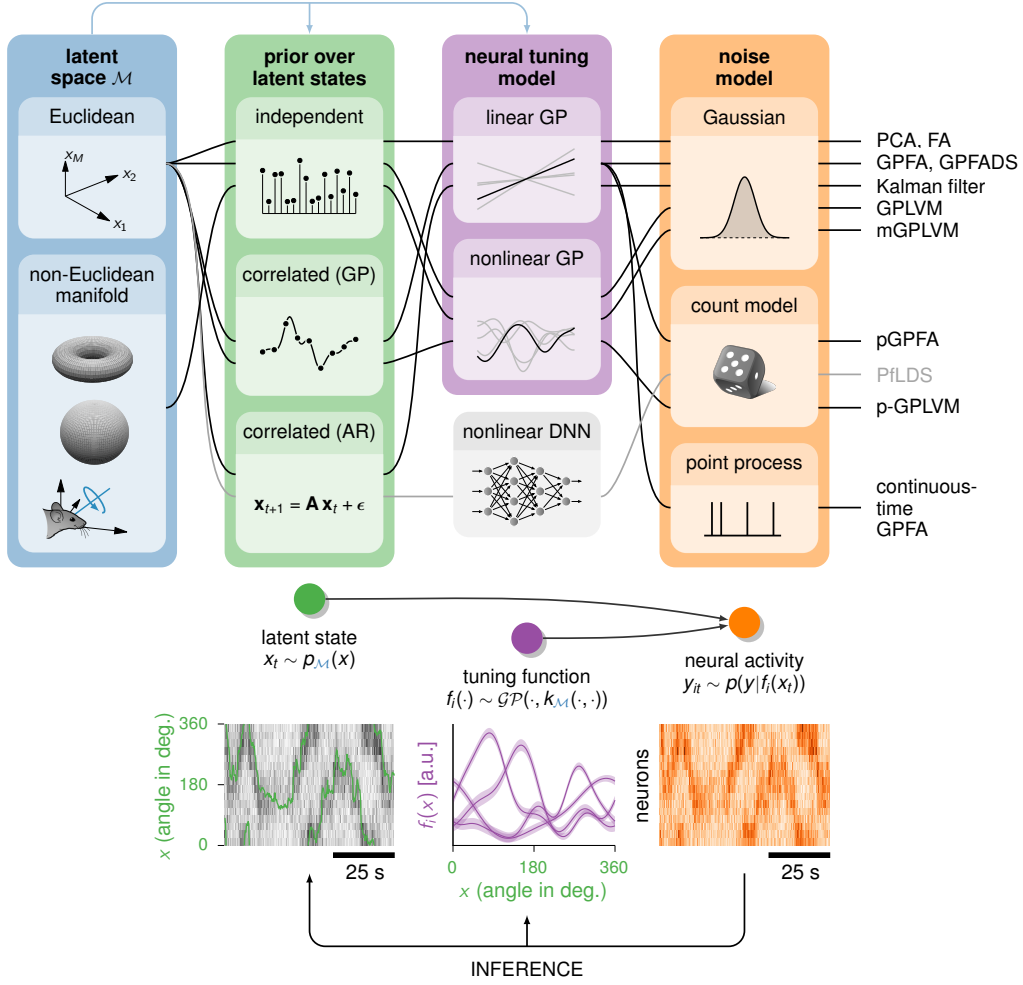 latent
space ℳ
prior over
latent states
neural tuning
model
noise
model
Euclidean
x_M
x_2
x_1
non-Euclidean
manifold
independent
correlated (GP)
correlated (AR)
x_{t+1} = A x_t + ϵ
linear GP
nonlinear GP
nonlinear DNN
Gaussian
count model
point process
PCA, FA
GPFA, GPFADS
Kalman filter
GPLVM
mGPLVM
pGPFA
PfLDS
p-GPLVM
continuous-
time
GPFA
latent state
x_t ∼ p_ℳ(x)
tuning function
f_i(·) ∼ 𝒢𝒫(·, k_ℳ(·, ·))
neural activity
y_{it} ∼ p(y|f_i(x_t))
x (angle in deg.)
360
180
0
25 s
f_i(x) [a.u.]
0
180
360
x (angle in deg.)
neurons
25 s
INFERENCE